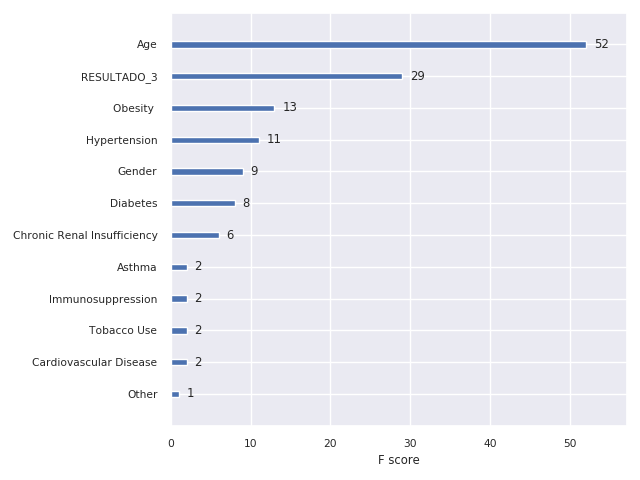 Age 52
RESULTADO_3 29
Obesity 13
Hypertension 11
Gender 9
Diabetes 8
Chronic Renal Insufficiency 6
Asthma 2
Immunosuppression 2
Tobacco Use 2
Cardiovascular Disease 2
Other 1
0 10 20 30 40 50
F score